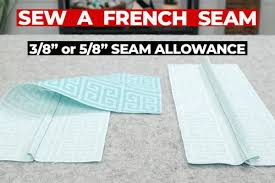 SEW A FRENCH SEAM
3/8” or 5/8” SEAM ALLOWANCE